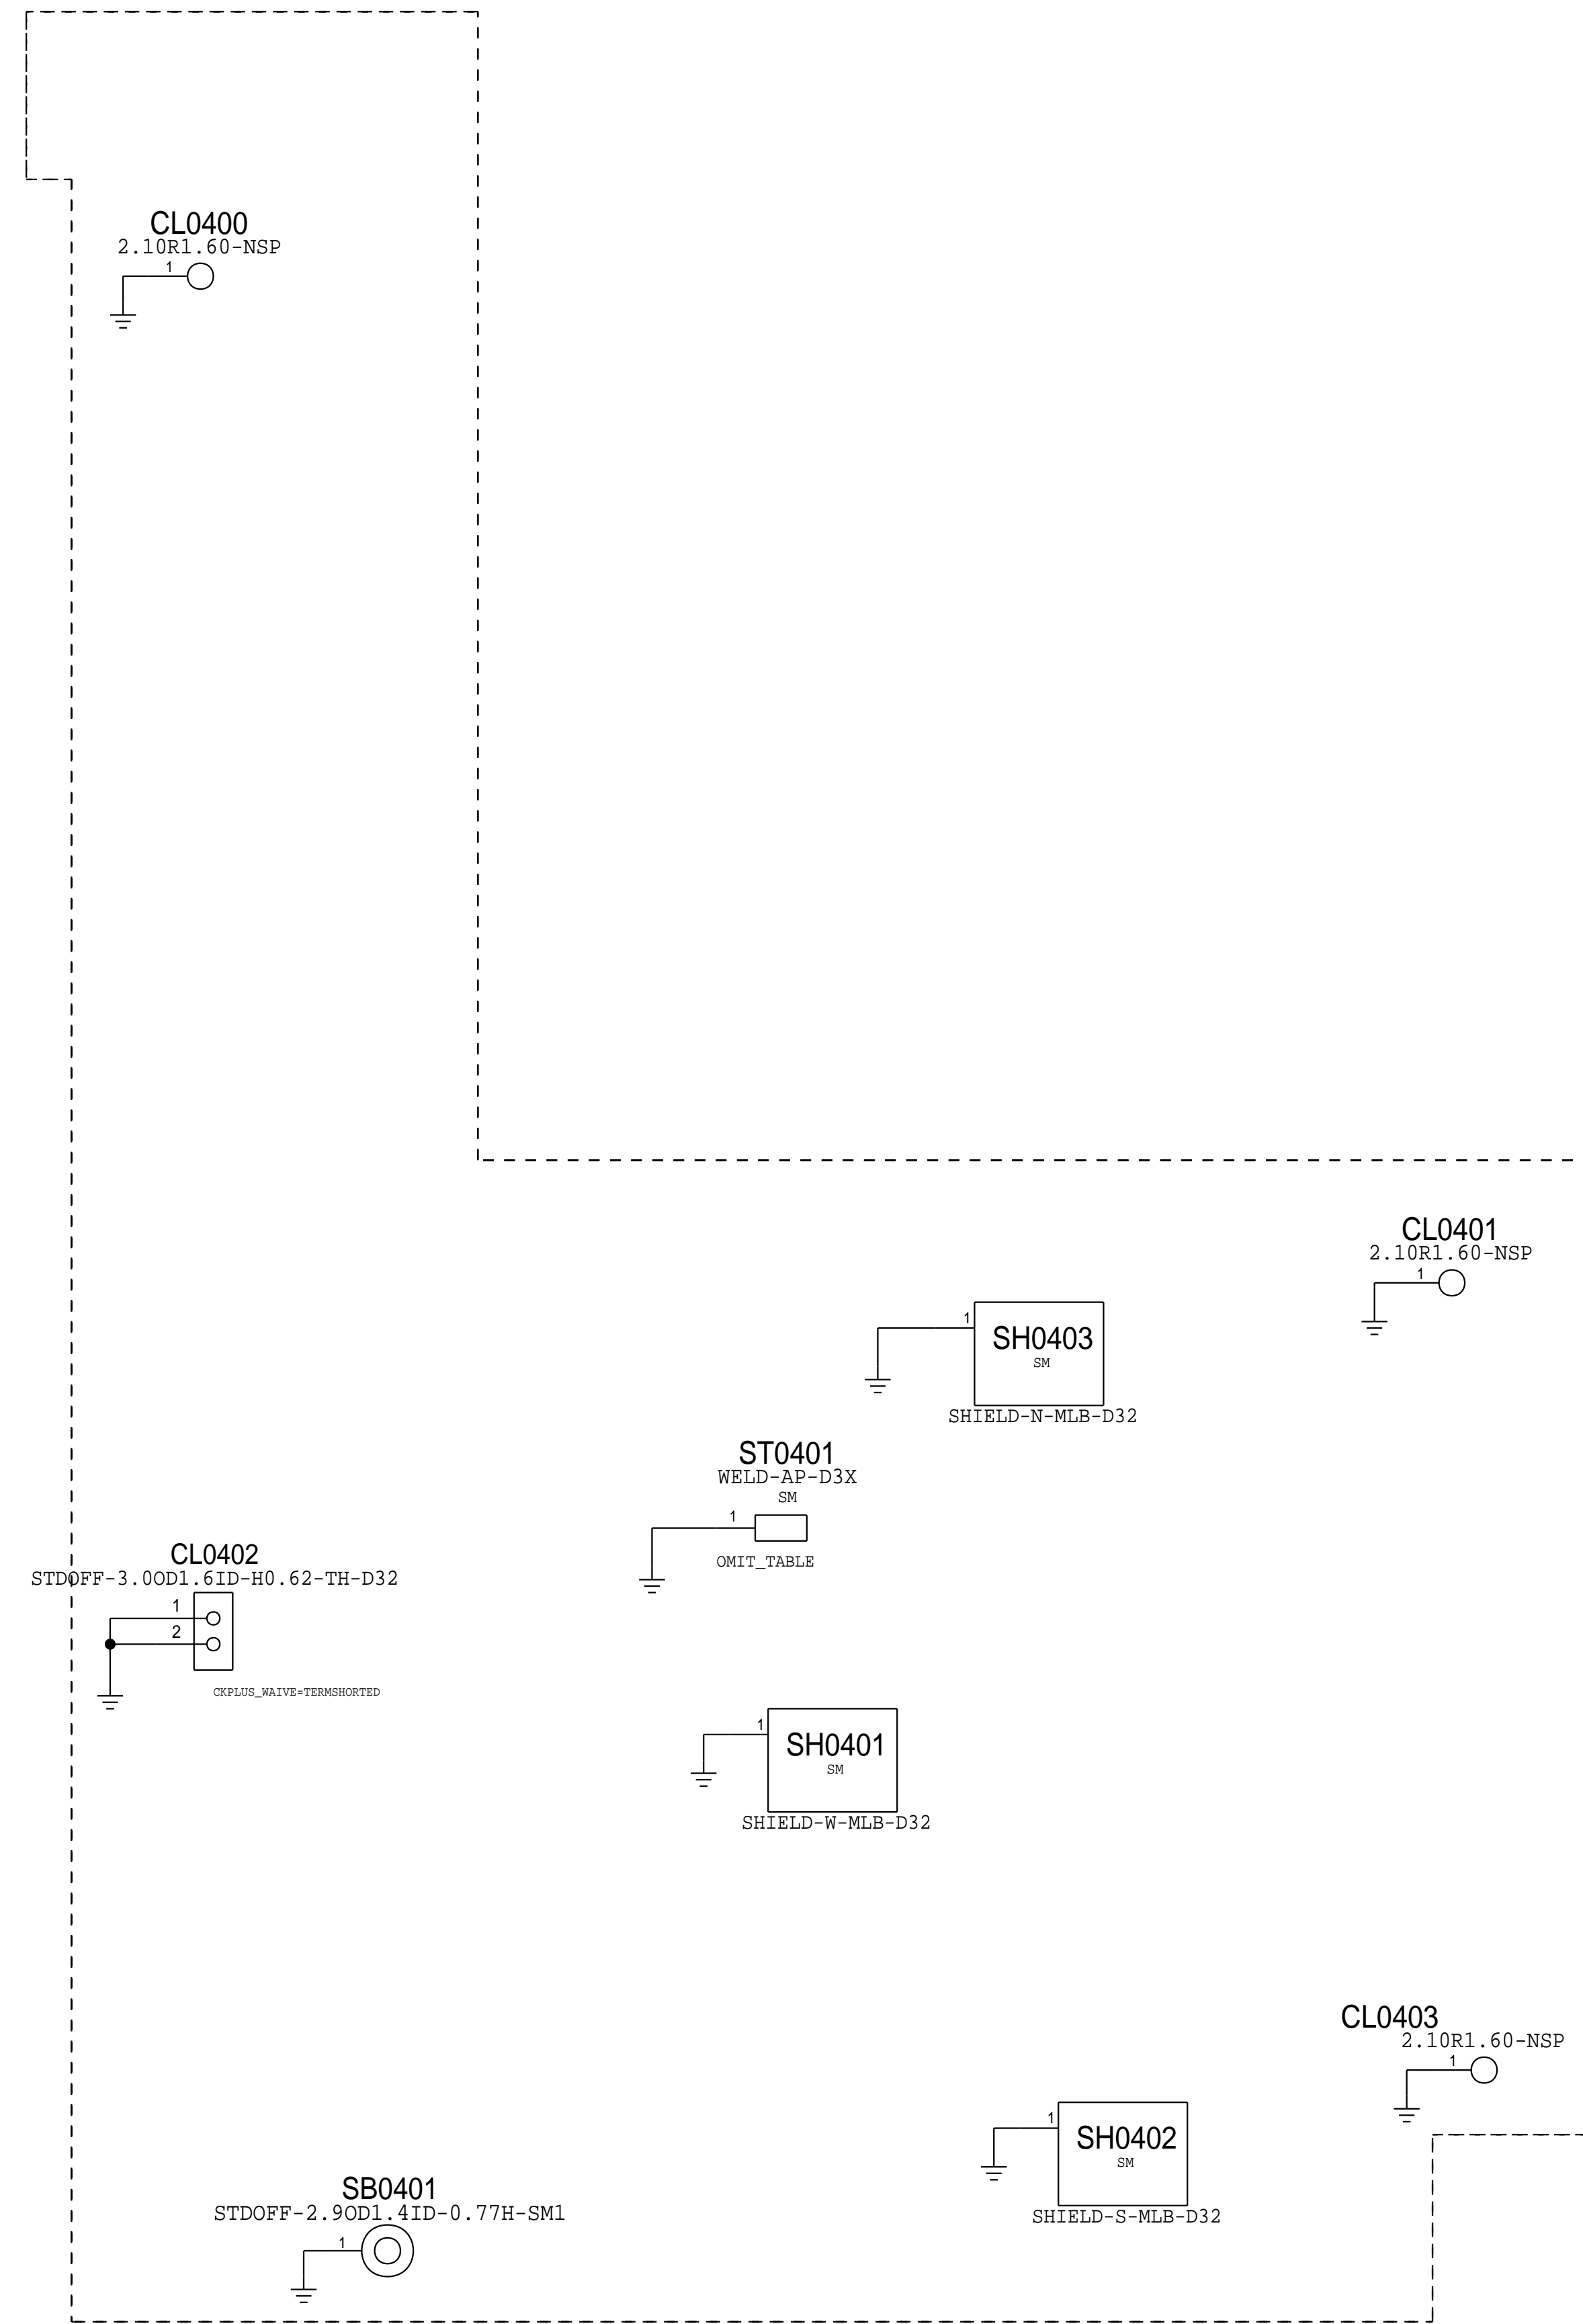 CL0400
2.10R1.60-NSP
1
CL0401
2.10R1.60-NSP
1
1
SH0403
SM
SHIELD-N-MLB-D32
ST0401
WELD-AP-D3X
SM
1
OMIT_TABLE
CL0402
STDOFF-3.0OD1.6ID-H0.62-TH-D32
1
2
CKPLUS_WAIVE=TERMSHORTED
1
SH0401
SM
SHIELD-W-MLB-D32
CL0403
2.10R1.60-NSP
1
1
SH0402
SM
SHIELD-S-MLB-D32
SB0401
STDOFF-2.9OD1.4ID-0.77H-SM1
1